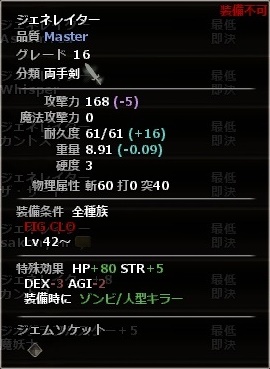 ジェネレイター
装備不可
品質 Master
グレード 16
分類 両手剣
攻撃力 168 (-5)
魔法攻撃力 0
耐久度 61/61 (+16)
重量 8.91 (-0.09)
硬度 3
物理属性 斬60 打0 突40
装備条件 全種族
FIG CLO
Lv 42～
特殊効果 HP+80 STR+5
DEX-3 AGI-2
装備時に ゾンビ/人型キラー
ジェムソケット